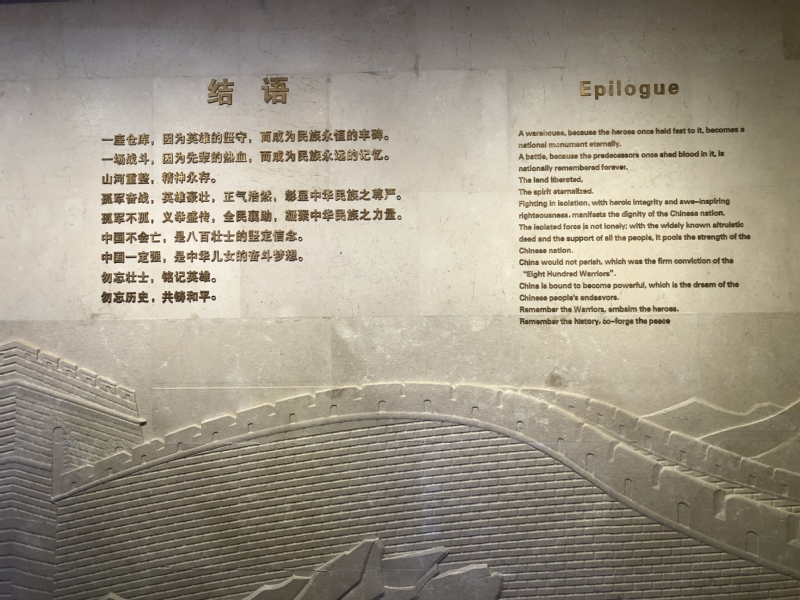 结 语
一座仓库，因为英雄的坚守，而成为民族永恒的丰碑。
一场战斗，因为先辈的热血，而成为民族永远的记忆。
山河重整，精神永存。
孤军奋战，英雄豪壮，正气浩然，彰显中华民族之尊严。
孤军不孤，义举盛传，全民襄助，凝聚中华民族之力量。
中国不会亡，是八百壮士的坚定信念。
中国一定强，是中华儿女的奋斗梦想。
勿忘壮士，铭记英雄。
勿忘历史，共铸和平。
Epilogue
A warehouse, because the heroes once held fast to it, becomes a
national monument eternally.
A battle, because the predecessors once shed blood in it, is
nationally remembered forever.
The land liberated,
The spirit eternalized.
Fighting in isolation, with heroic integrity and awe-inspiring
righteousness, manifests the dignity of the Chinese nation.
The isolated force is not lonely; with the widely known altruistic
deed and the support of all the people, it pools the strength of the
Chinese nation.
China would not perish, which was the firm conviction of the
"Eight Hundred Warriors".
China is bound to become powerful, which is the dream of the
Chinese people's endeavors.
Remember the Warriors, embalm the heroes.
Remember the history, co-forge the peace